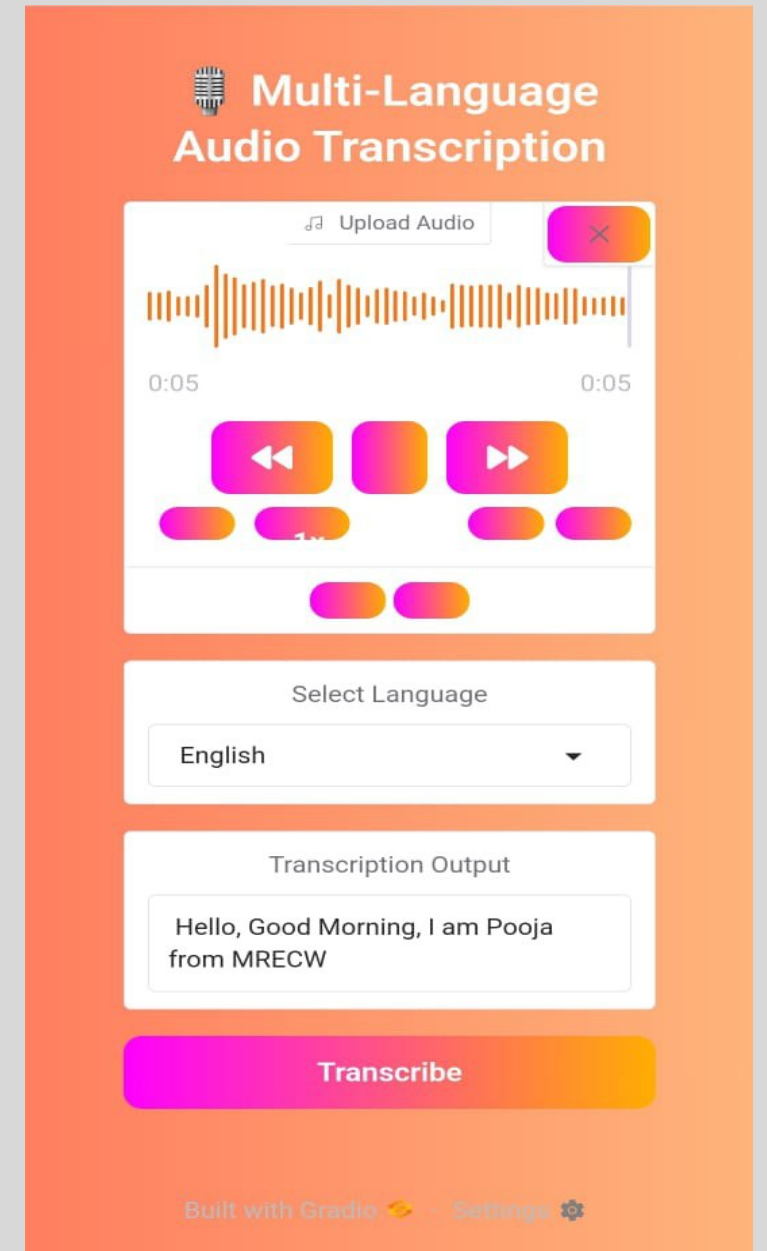 Multi-Language
Audio Transcription
Upload Audio
0:05 0:05
1x
Select Language
English
Transcription Output
Hello, Good Morning, I am Pooja
from MRECW
Transcribe
Built with Gradio · Settings